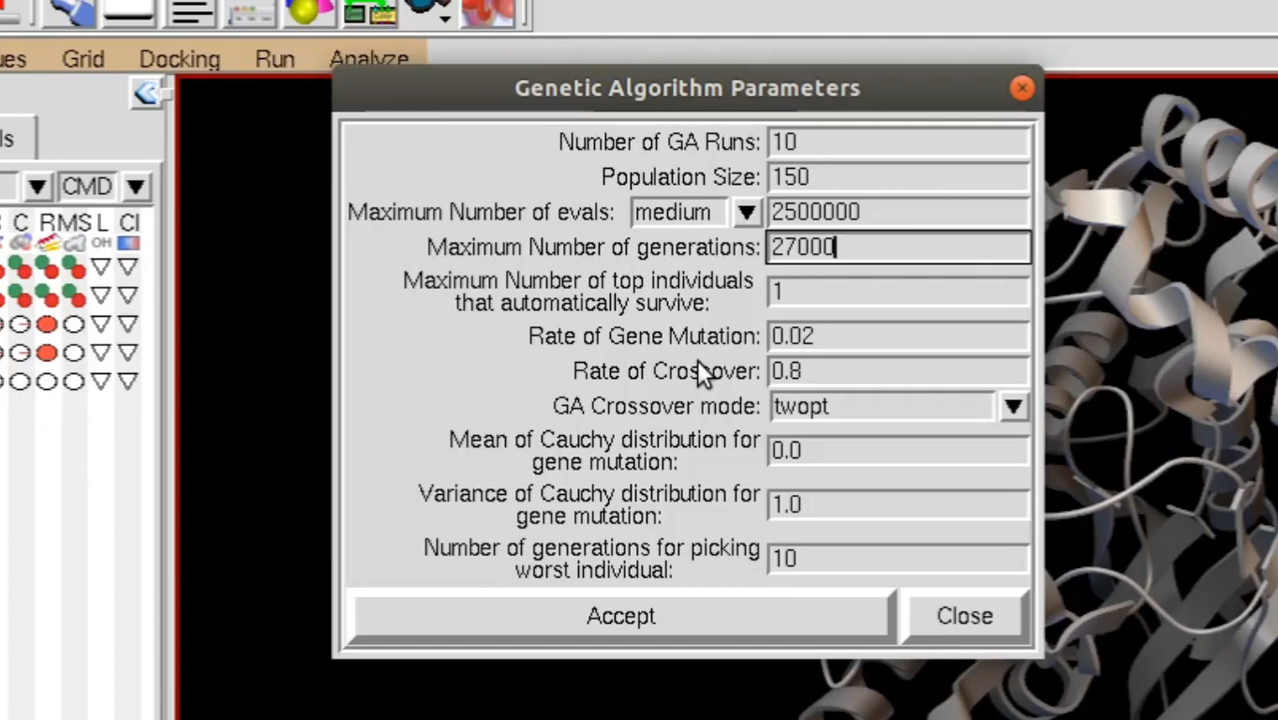 ues Grid Docking Run Analyze
Genetic Algorithm Parameters
ls
Number of GA Runs: 10
Population Size: 150
CMD
Maximum Number of evals: medium 2500000
C RMS L Cl
OH
Maximum Number of generations: 27000
Maximum Number of top individuals
that automatically survive: 1
Rate of Gene Mutation: 0.02
Rate of Crossover: 0.8
GA Crossover mode: twopt
Mean of Cauchy distribution for
gene mutation: 0.0
Variance of Cauchy distribution for
gene mutation: 1.0
Number of generations for picking
worst individual: 10
Accept Close